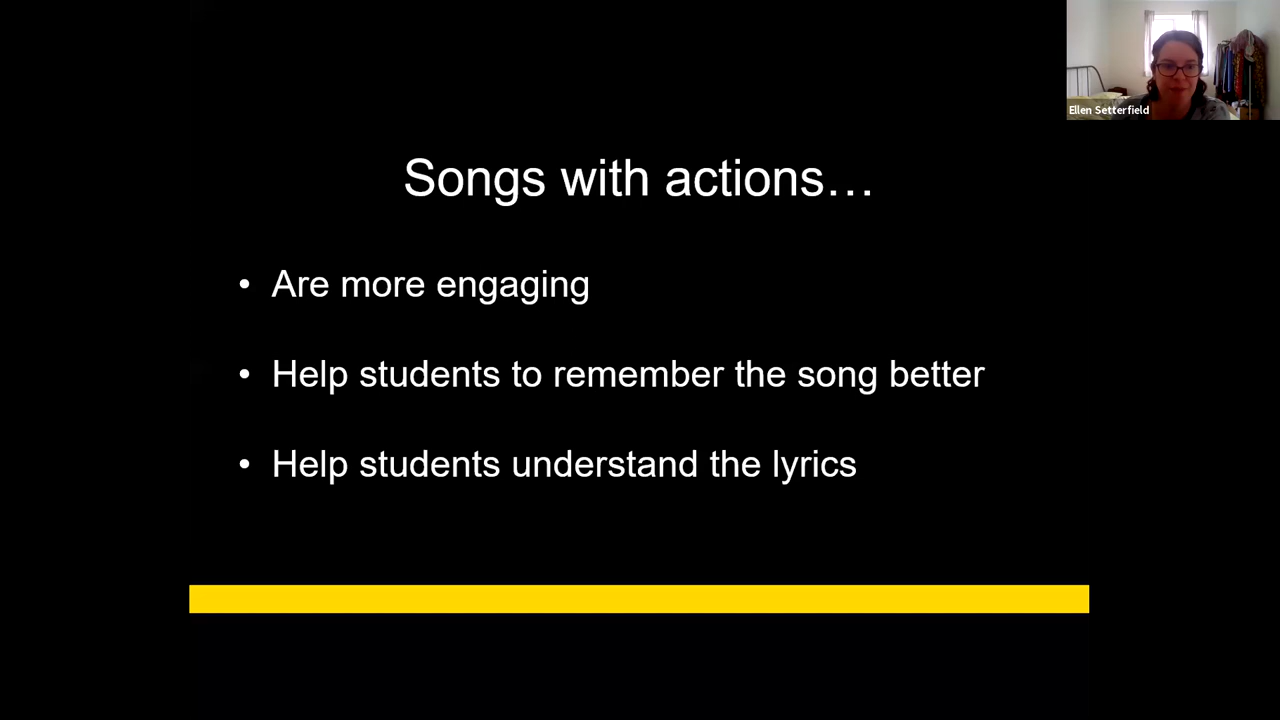 Ellen Setterfield
Songs with actions…
• Are more engaging
• Help students to remember the song better
• Help students understand the lyrics